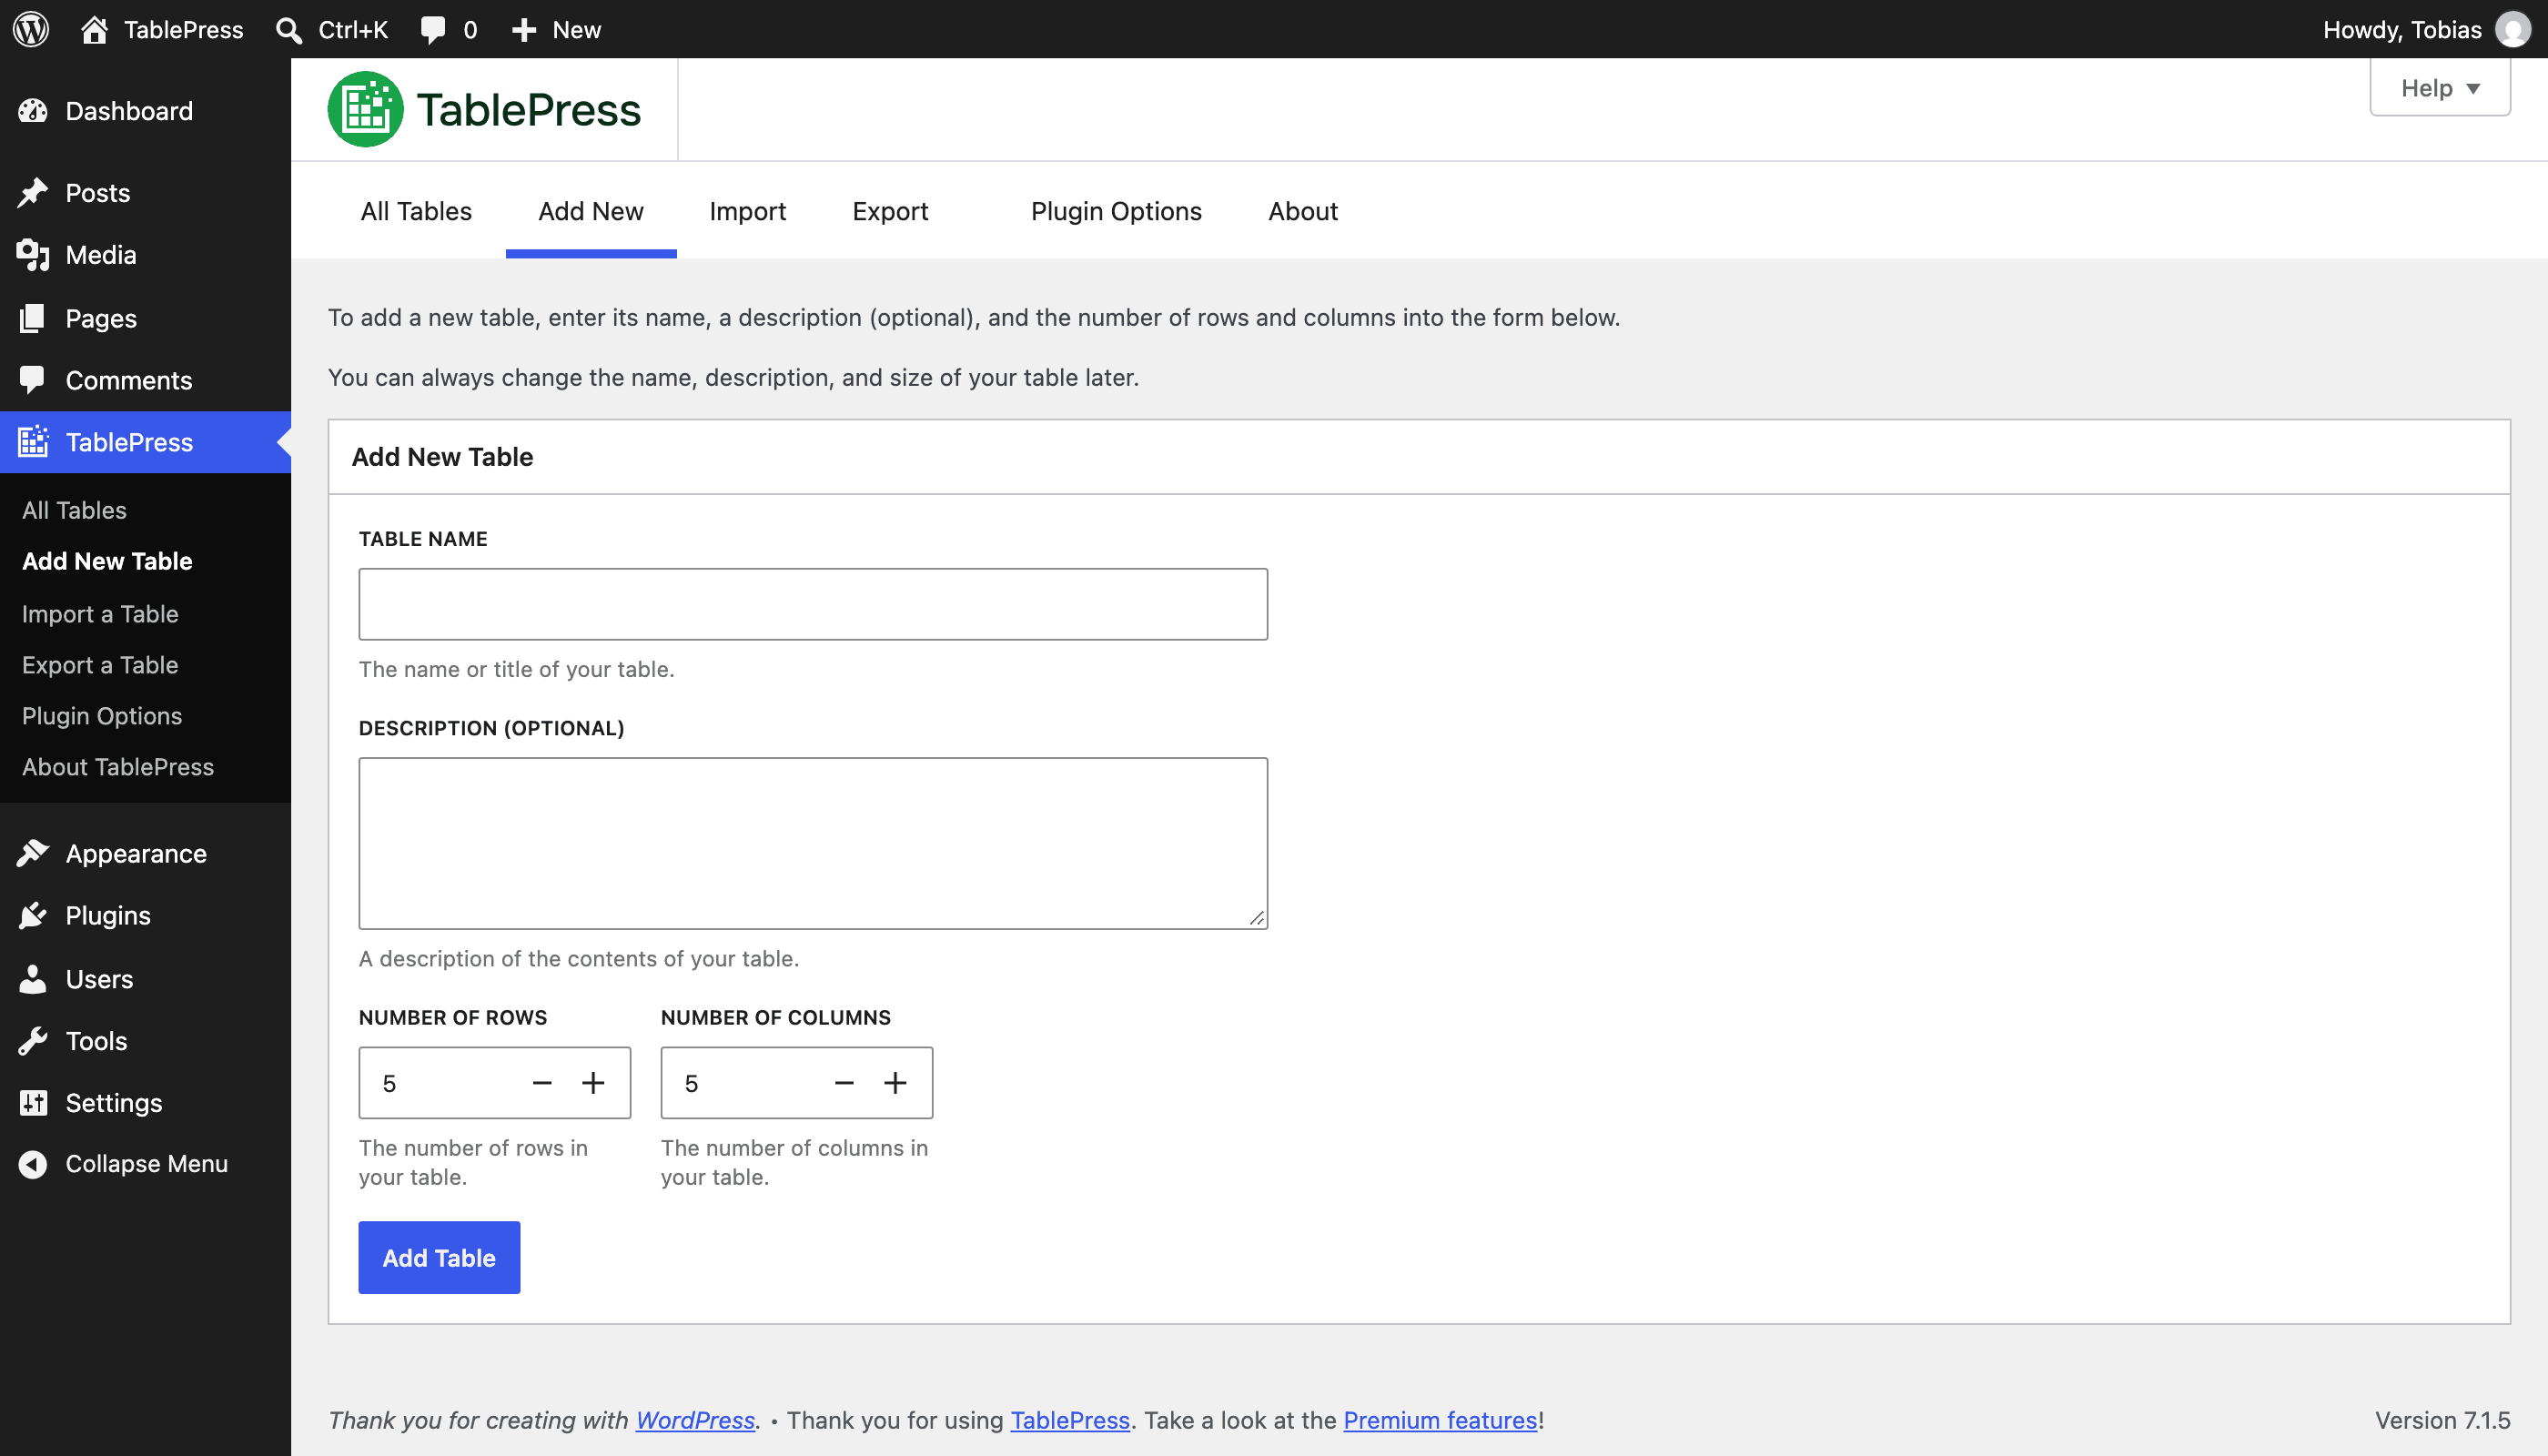 TablePress
Ctrl+K
0
New
Howdy, Tobias
Dashboard
Posts
Media
Pages
Comments
TablePress
All Tables
Add New Table
Import a Table
Export a Table
Plugin Options
About TablePress
Appearance
Plugins
Users
Tools
Settings
Collapse Menu
TablePress
Help
All Tables
Add New
Import
Export
Plugin Options
About
To add a new table, enter its name, a description (optional), and the number of rows and columns into the form below.
You can always change the name, description, and size of your table later.
Add New Table
TABLE NAME
The name or title of your table.
DESCRIPTION (OPTIONAL)
A description of the contents of your table.
NUMBER OF ROWS
5
The number of rows in
your table.
NUMBER OF COLUMNS
5
The number of columns in
your table.
Add Table
Thank you for creating with WordPress. • Thank you for using TablePress. Take a look at the Premium features!
Version 7.1.5